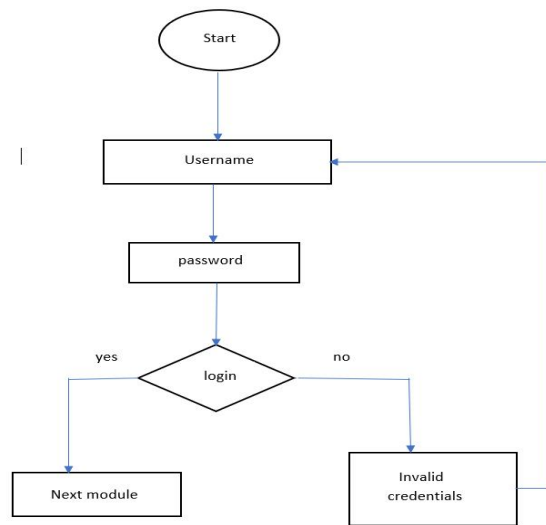 Start
Username
password
yes
no
login
Next module
Invalid
credentials